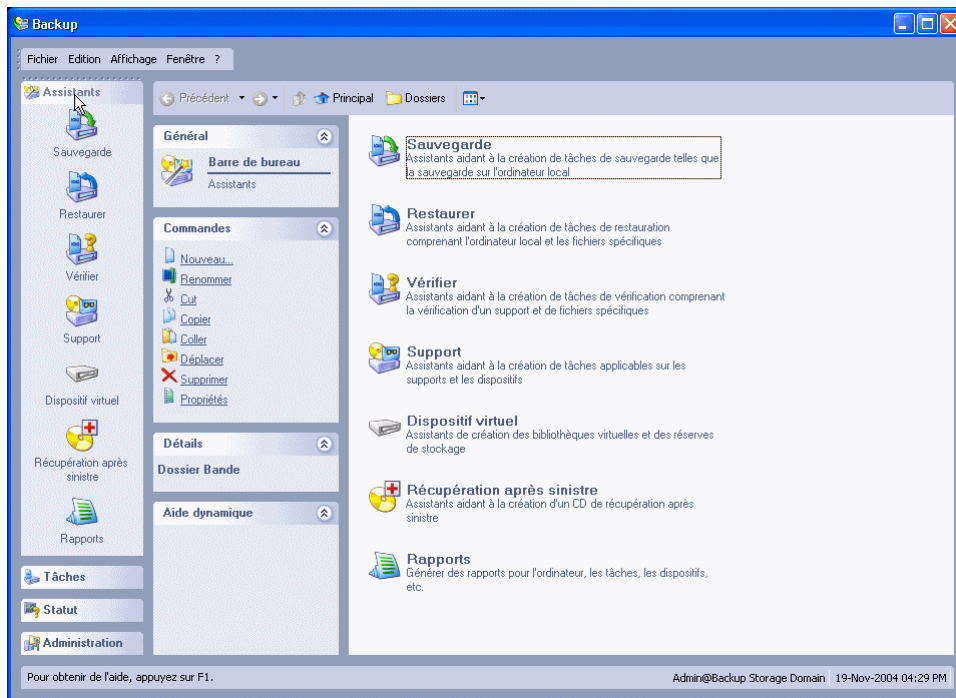 Backup
Fichier Edition Affichage Fenêtre ?
Assistants
Sauvegarde
Restaurer
Vérifier
Support
Dispositif virtuel
Récupération après
sinistre
Rapports
Tâches
Statut
Administration
Précédent Principal Dossiers
Général
Barre de bureau
Assistants
Commandes
Nouveau...
Renommer
Cut
Copier
Coller
Déplacer
Supprimer
Propriétés
Détails
Dossier Bande
Aide dynamique
Sauvegarde
Assistants aidant à la création de tâches de sauvegarde telles que
la sauvegarde sur l'ordinateur local
Restaurer
Assistants aidant à la création de tâches de restauration
comprenant l'ordinateur local et les fichiers spécifiques
Vérifier
Assistants aidant à la création de tâches de vérification comprenant
la vérification d'un support et de fichiers spécifiques
Support
Assistants aidant à la création de tâches applicables sur les
supports et les dispositifs
Dispositif virtuel
Assistants de création des bibliothèques virtuelles et des réserves
de stockage
Récupération après sinistre
Assistants aidant à la création d'un CD de récupération après
sinistre
Rapports
Générer des rapports pour l'ordinateur, les tâches, les dispositifs,
etc.
Pour obtenir de l'aide, appuyez sur F1.
Admin@Backup Storage Domain 19-Nov-2004 04:29 PM